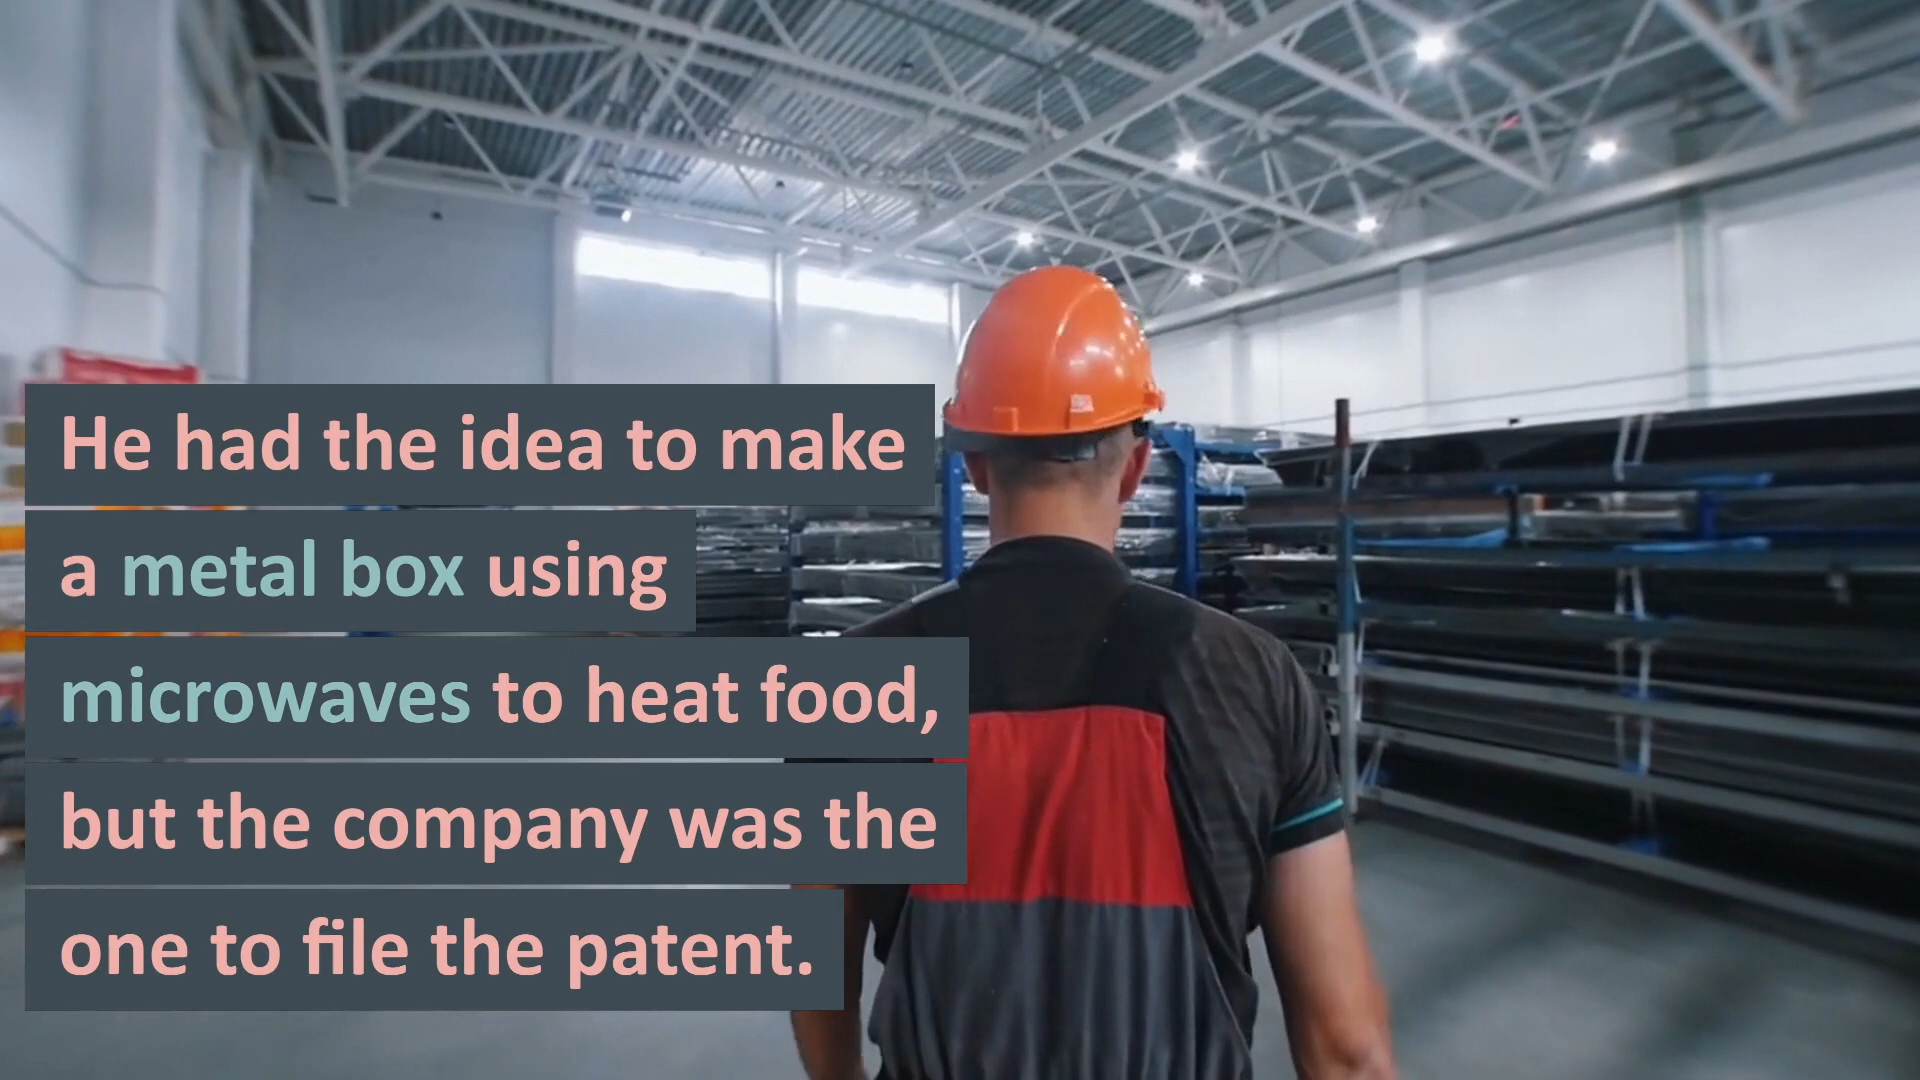 He had the idea to make
a metal box using
microwaves to heat food,
but the company was the
one to file the patent.